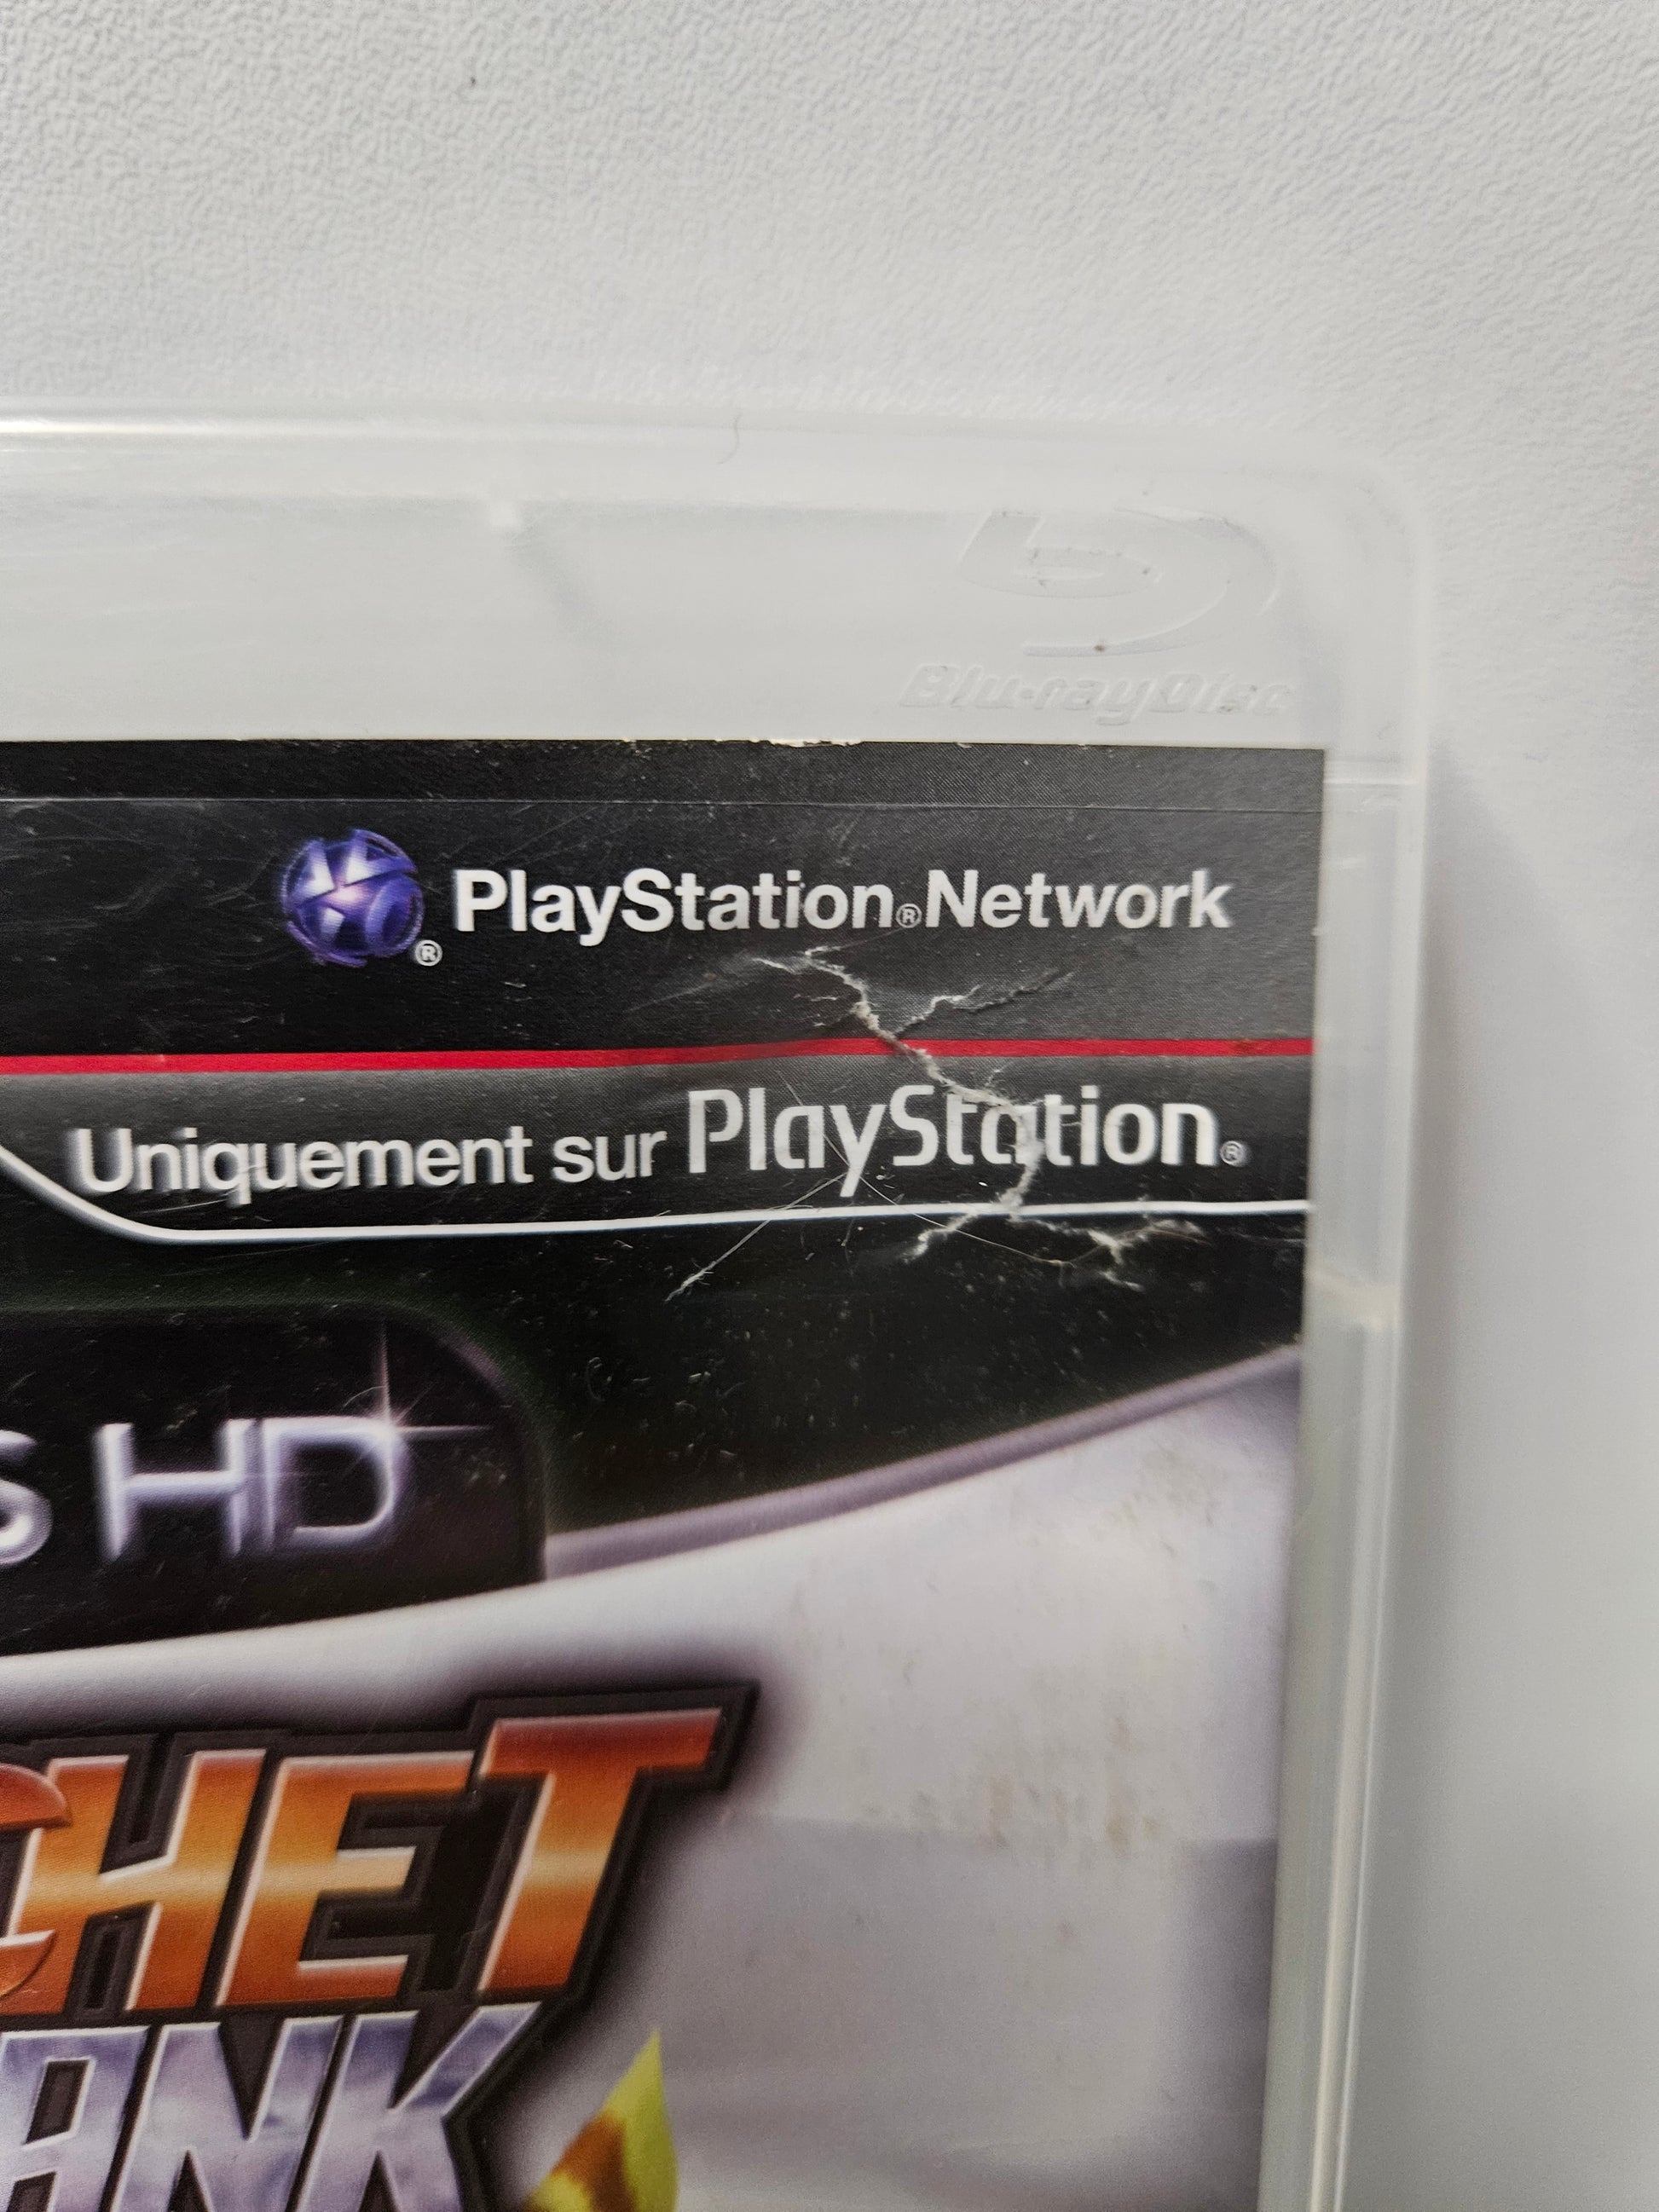 Blu-ray Disc
PlayStation®Network
®
Uniquement sur PlayStation®
S HD
CHET
ANK